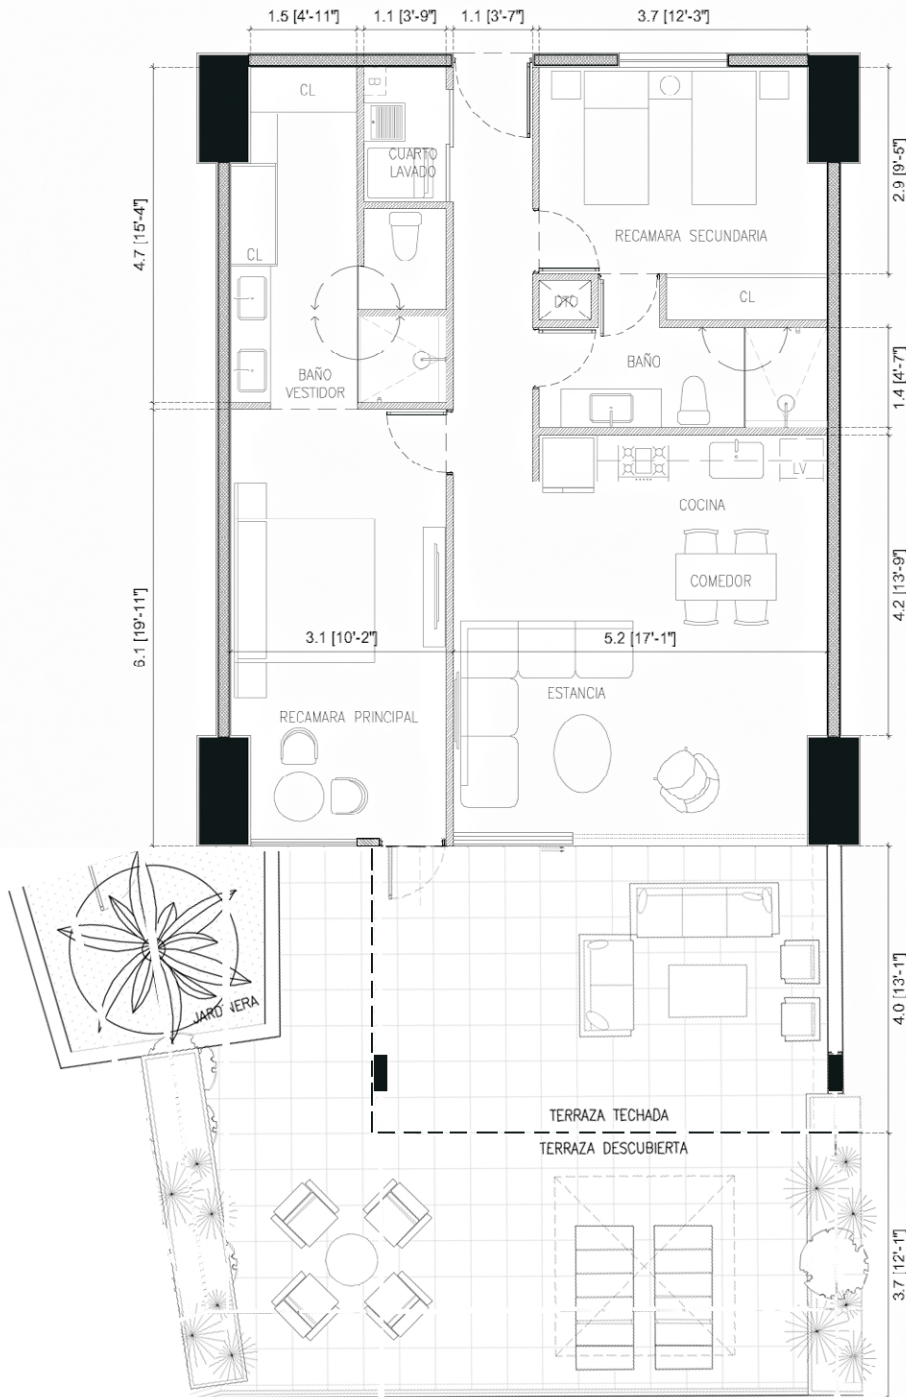 1.5 [4'-11"]
1.1 [3'-9"]
1.1 [3'-7"]
3.7 [12'-3"]
CL
CUARTO
LAVADO
2.9 [9'-5"]
4.7 [15'-4"]
RECAMARA SECUNDARIA
CL
DTO
CL
BAÑO
VESTIDOR
BAÑO
1.4 [4'-7"]
LV
COCINA
COMEDOR
4.2 [13'-9"]
6.1 [19'-11"]
3.1 [10'-2"]
5.2 [17'-1"]
ESTANCIA
RECAMARA PRINCIPAL
JARDINERA
4.0 [13'-1"]
TERRAZA TECHADA
TERRAZA DESCUBIERTA
3.7 [12'-1"]